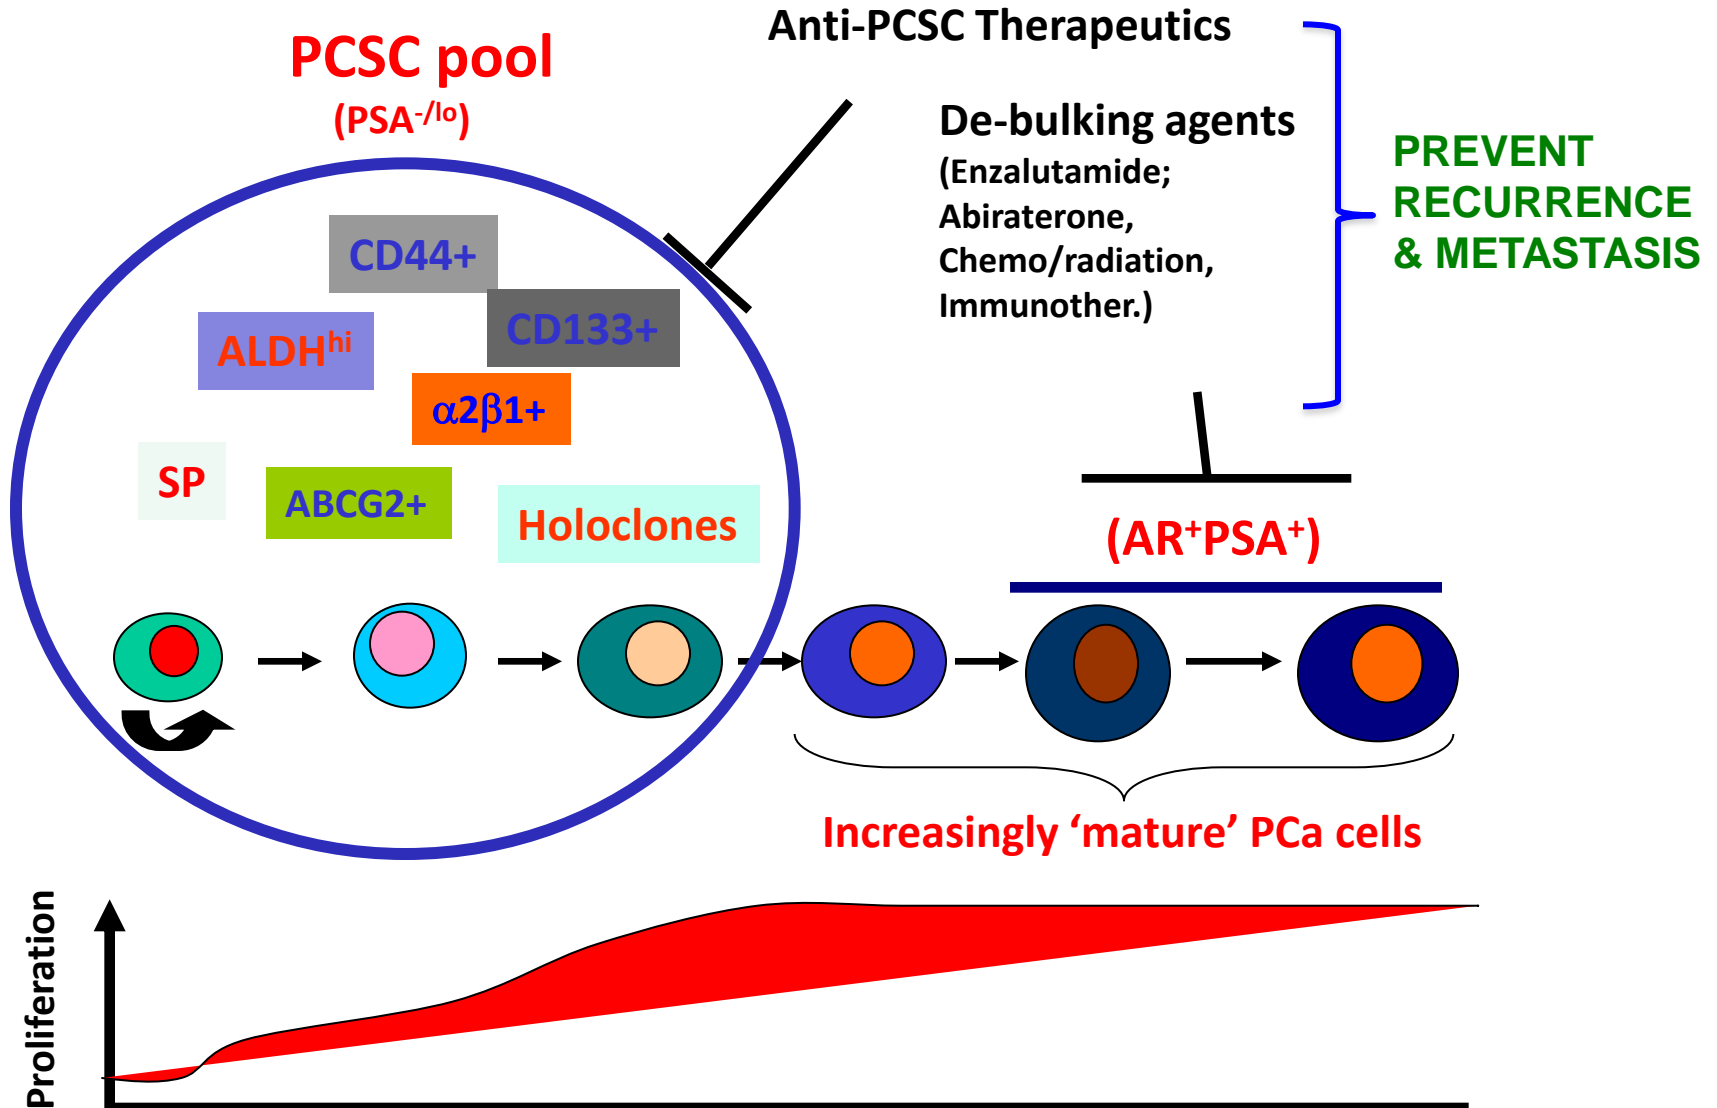 PCSC pool
(PSA-/lo)
Anti-PCSC Therapeutics
De-bulking agents
(Enzalutamide;
Abiraterone,
Chemo/radiation,
Immunother.)
PREVENT
RECURRENCE
& METASTASIS
CD44+
CD133+
ALDHhi
α2β1+
SP
ABCG2+
Holoclones
(AR+PSA+)
Increasingly ‘mature’ PCa cells
Proliferation